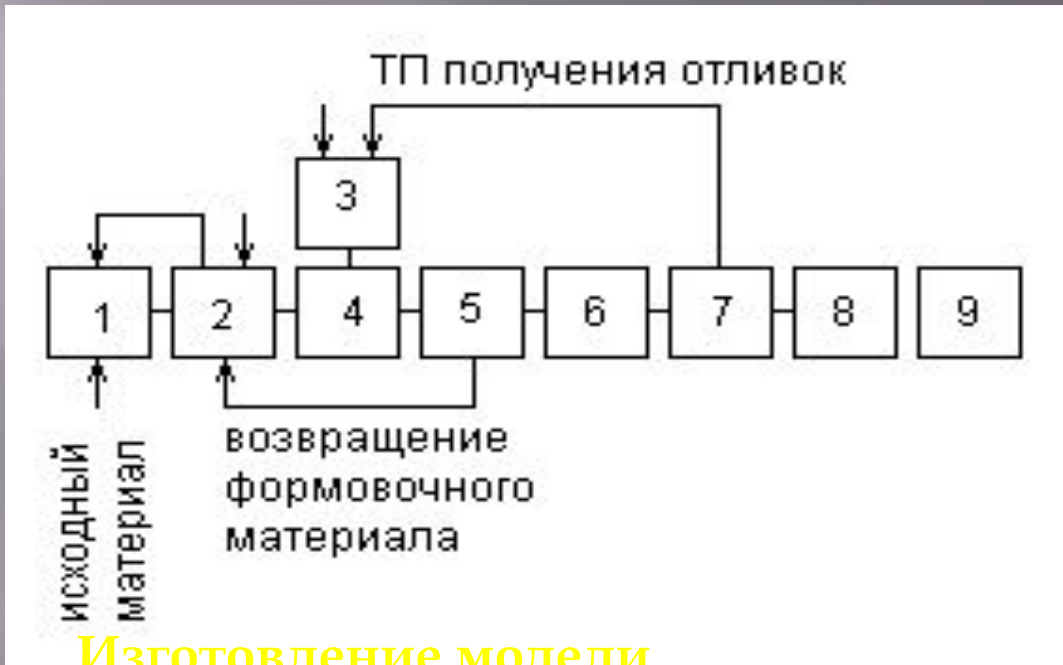 ТП получения отливок
3
1
2
4
5
6
7
8
9
возвращение
формовочного
материала
исходный
материал
Изготовление модели